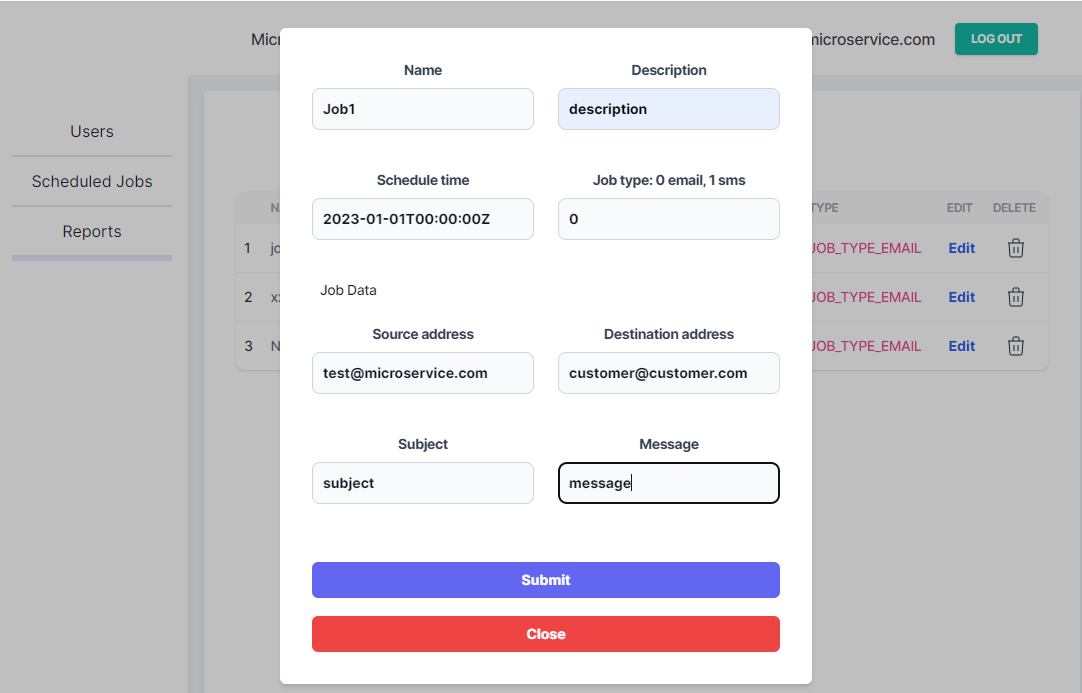 Mic
microservice.com
LOG OUT
Users
Scheduled Jobs
Reports
Name
Description
Job1
description
Schedule time
Job type: 0 email, 1 sms
2023-01-01T00:00:00Z
0
Job Data
Source address
Destination address
test@microservice.com
customer@customer.com
Subject
Message
subject
message
Submit
Close
TYPE EDIT DELETE
1 JOB_TYPE_EMAIL Edit
2 JOB_TYPE_EMAIL Edit
3 N JOB_TYPE_EMAIL Edit